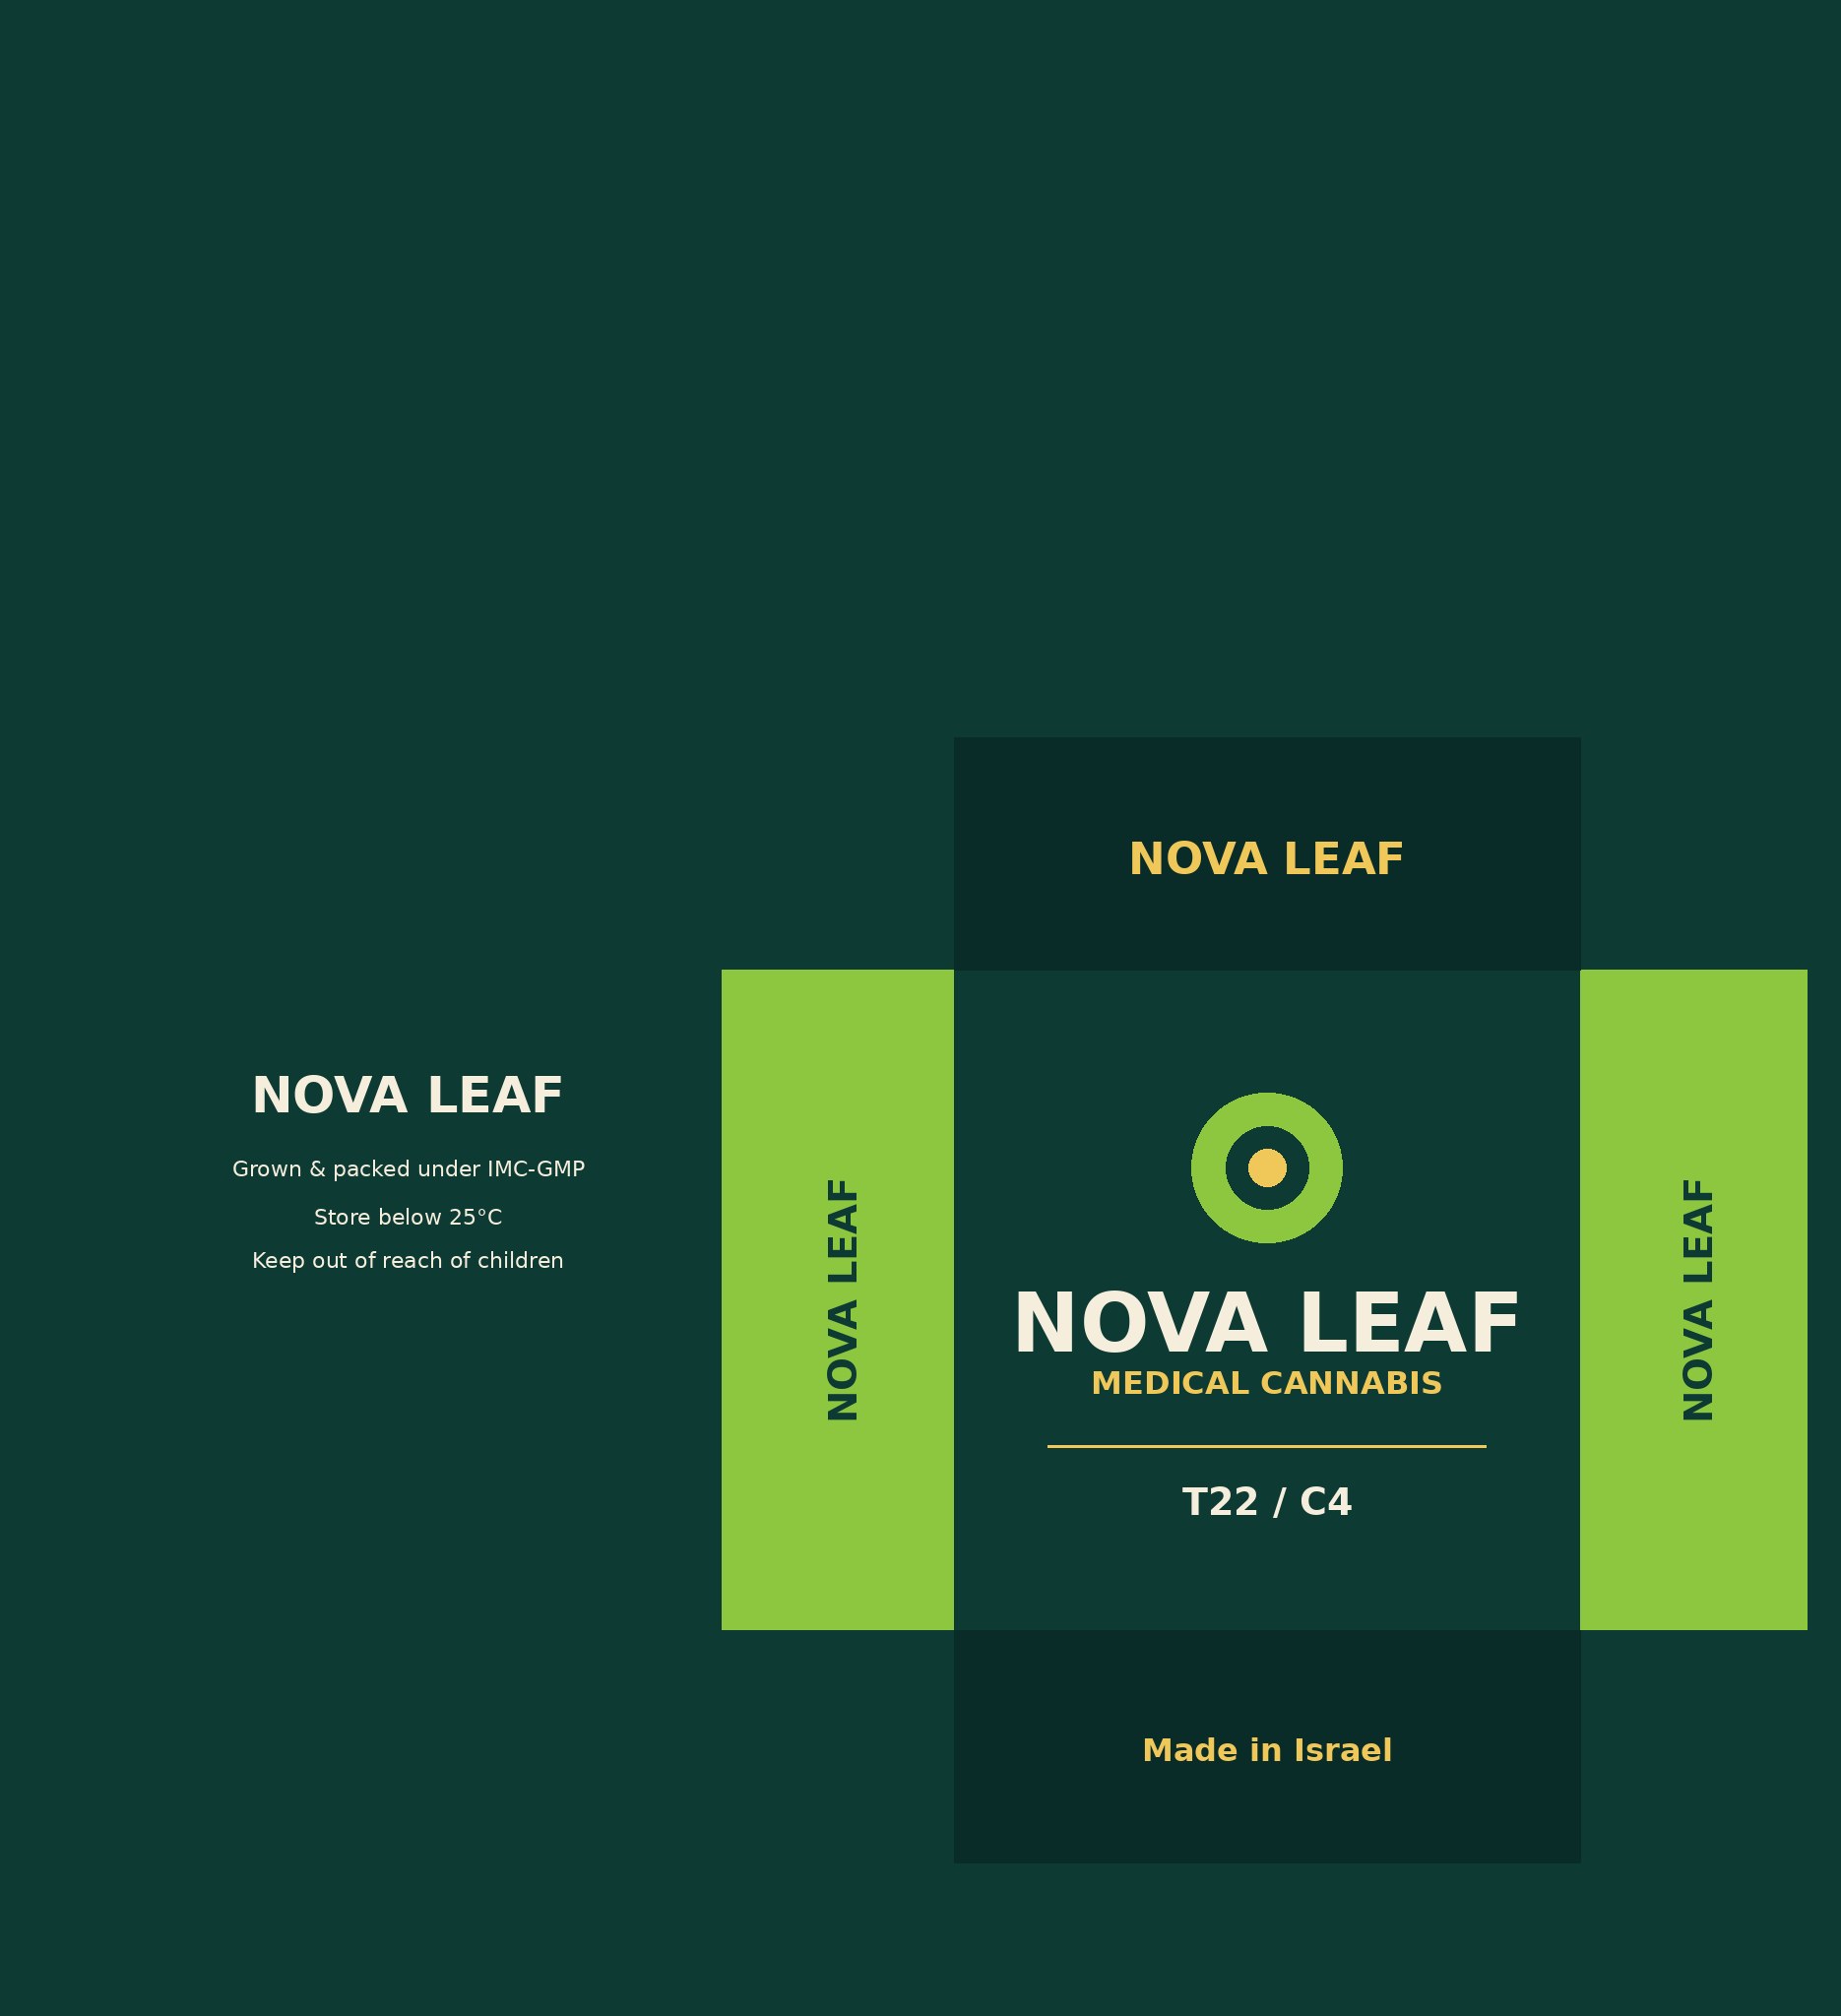 NOVA LEAF
NOVA LEAF
Grown & packed under IMC-GMP
Store below 25°C
Keep out of reach of children
NOVA LEAF
NOVA LEAF
MEDICAL CANNABIS
T22 / C4
NOVA LEAF
Made in Israel